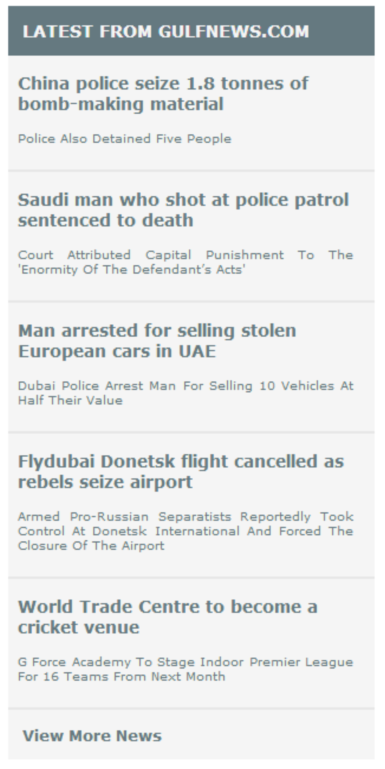 LATEST FROM GULFNEWS.COM
China police seize 1.8 tonnes of
bomb-making material
Police Also Detained Five People
Saudi man who shot at police patrol
sentenced to death
Court Attributed Capital Punishment To The
'Enormity Of The Defendant's Acts'
Man arrested for selling stolen
European cars in UAE
Dubai Police Arrest Man For Selling 10 Vehicles At
Half Their Value
Flydubai Donetsk flight cancelled as
rebels seize airport
Armed Pro-Russian Separatists Reportedly Took
Control At Donetsk International And Forced The
Closure Of The Airport
World Trade Centre to become a
cricket venue
G Force Academy To Stage Indoor Premier League
For 16 Teams From Next Month
View More News